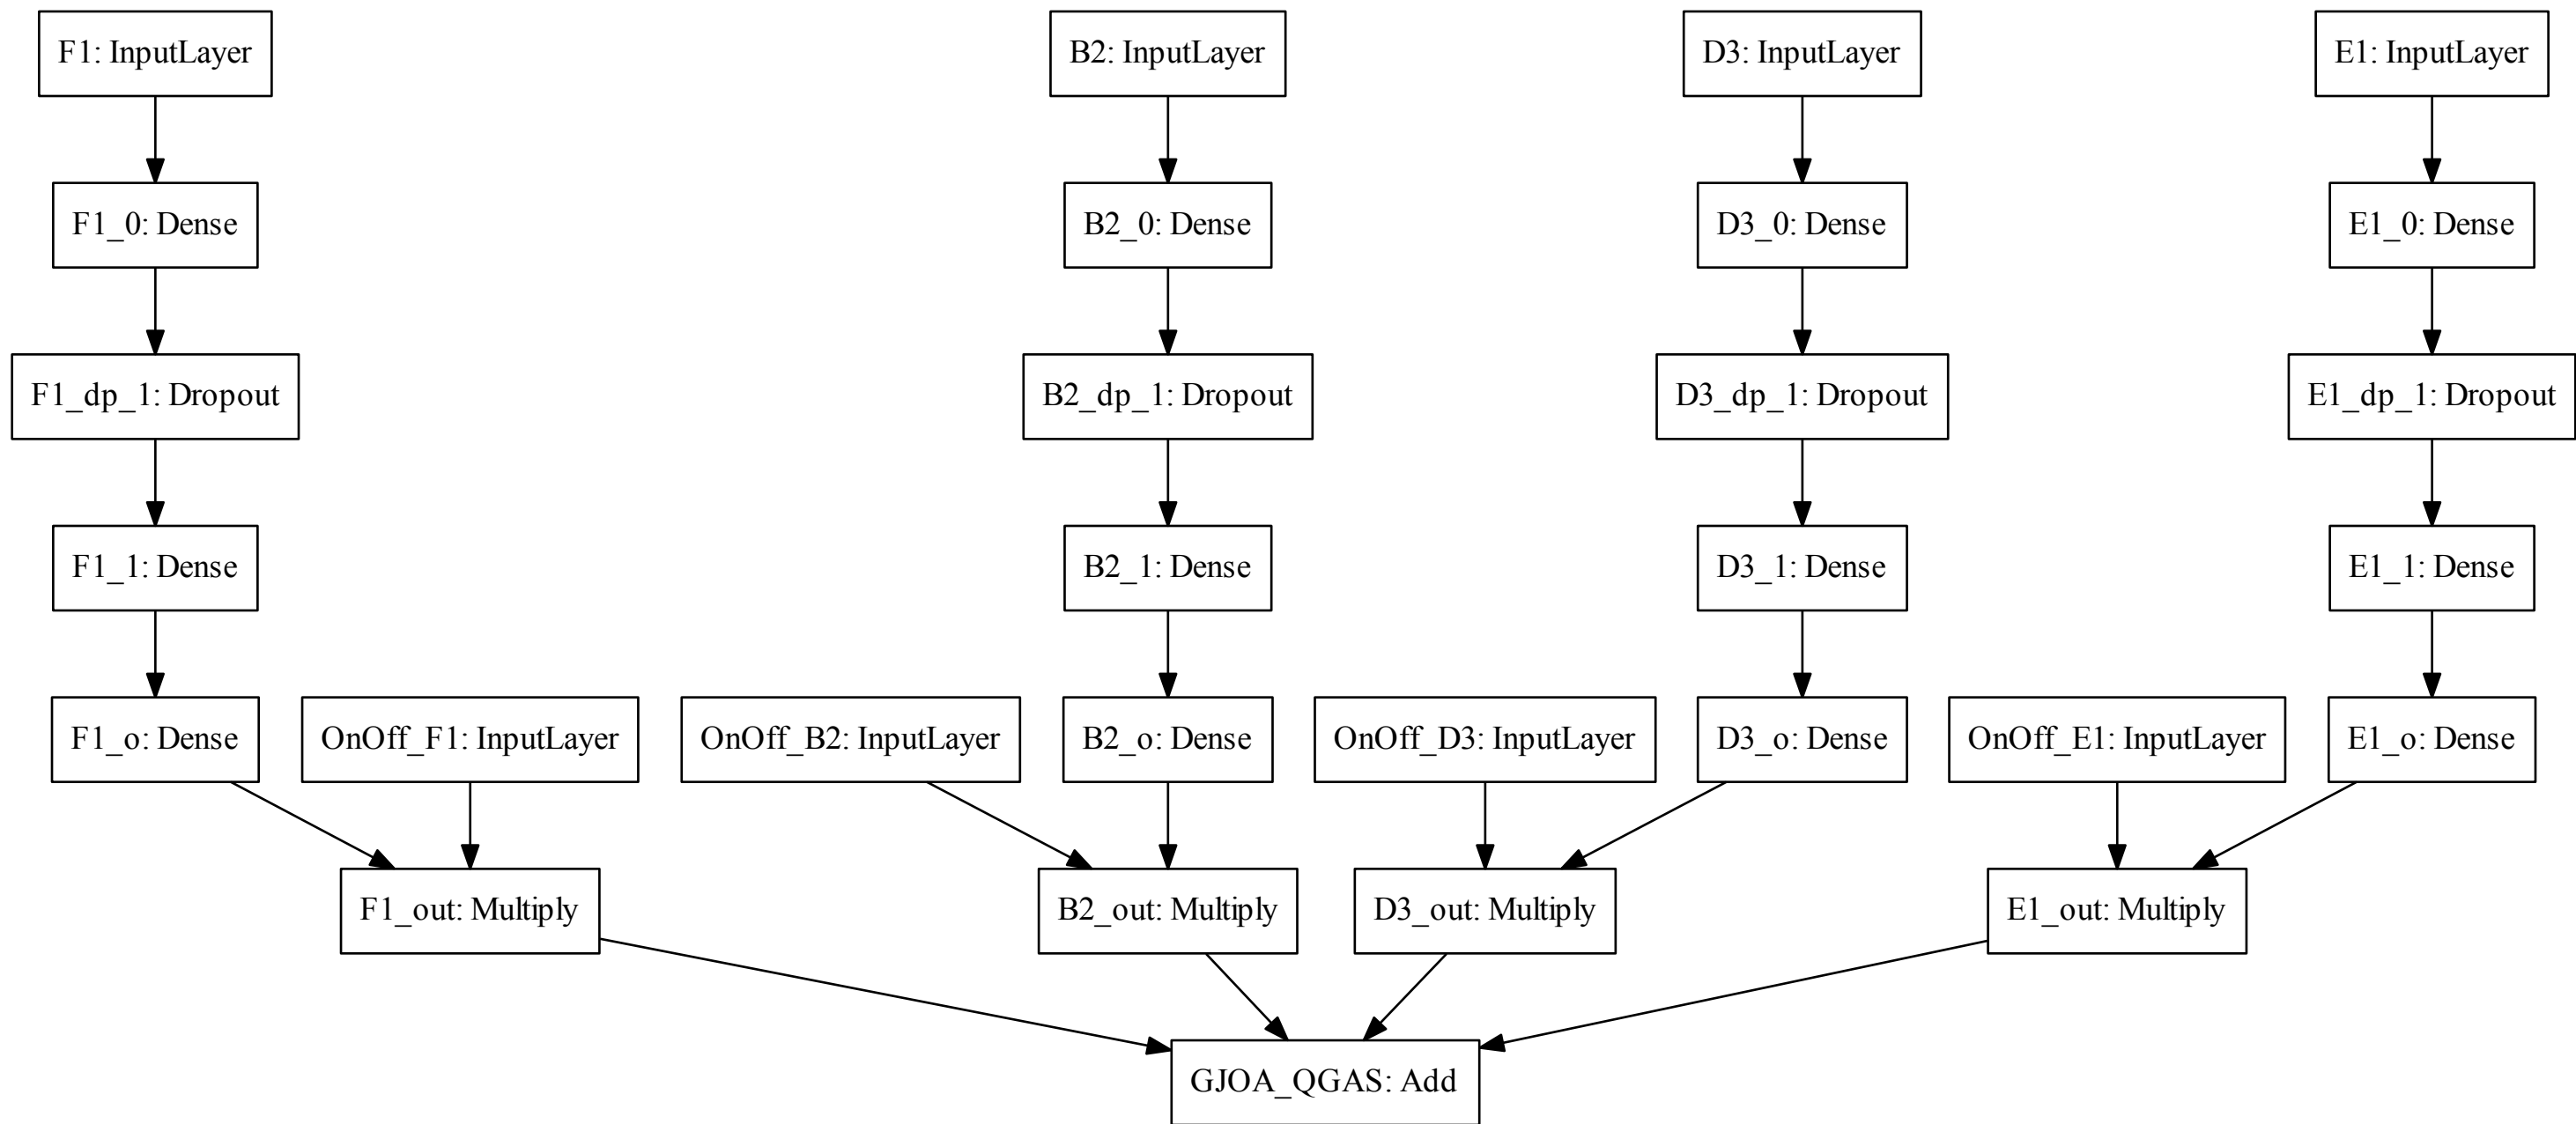 F1: InputLayer
B2: InputLayer
D3: InputLayer
E1: InputLayer
F1_0: Dense
B2_0: Dense
D3_0: Dense
E1_0: Dense
F1_dp_1: Dropout
B2_dp_1: Dropout
D3_dp_1: Dropout
E1_dp_1: Dropout
F1_1: Dense
B2_1: Dense
D3_1: Dense
E1_1: Dense
F1_o: Dense
OnOff_F1: InputLayer
OnOff_B2: InputLayer
B2_o: Dense
OnOff_D3: InputLayer
D3_o: Dense
OnOff_E1: InputLayer
E1_o: Dense
F1_out: Multiply
B2_out: Multiply
D3_out: Multiply
E1_out: Multiply
GJOA_QGAS: Add